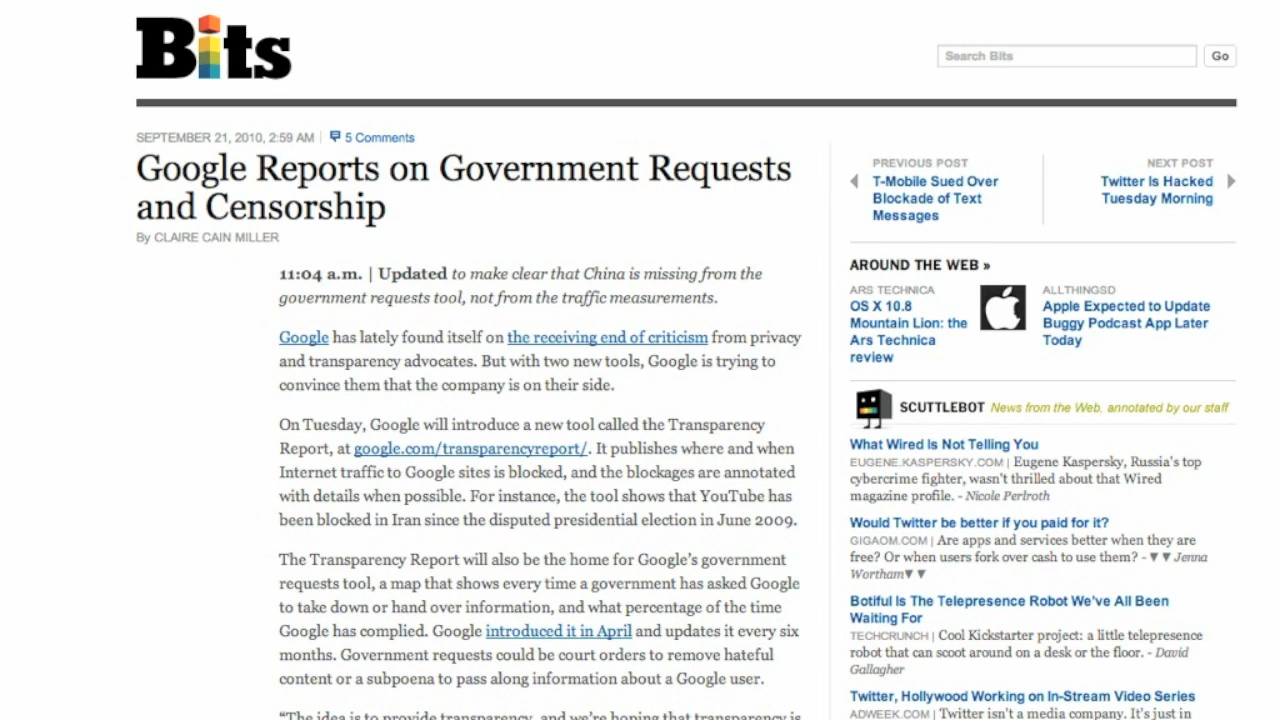 Bits
Search Bits
Go
SEPTEMBER 21, 2010, 2:59 AM | 5 Comments
Google Reports on Government Requests
and Censorship
By CLAIRE CAIN MILLER
11:04 a.m. | Updated to make clear that China is missing from the
government requests tool, not from the traffic measurements.
Google has lately found itself on the receiving end of criticism from privacy
and transparency advocates. But with two new tools, Google is trying to
convince them that the company is on their side.
On Tuesday, Google will introduce a new tool called the Transparency
Report, at google.com/transparencyreport/. It publishes where and when
Internet traffic to Google sites is blocked, and the blockages are annotated
with details when possible. For instance, the tool shows that YouTube has
been blocked in Iran since the disputed presidential election in June 2009.
The Transparency Report will also be the home for Google's government
requests tool, a map that shows every time a government has asked Google
to take down or hand over information, and what percentage of the time
Google has complied. Google introduced it in April and updates it every six
months. Government requests could be court orders to remove hateful
content or a subpoena to pass along information about a Google user.
“The idea is to provide transparency, and we're hoping that transparency is
PREVIOUS POST
T-Mobile Sued Over
Blockade of Text
Messages
NEXT POST
Twitter Is Hacked
Tuesday Morning
AROUND THE WEB »
ARS TECHNICA
OS X 10.8
Mountain Lion: the
Ars Technica
review
ALLTHINGSD
Apple Expected to Update
Buggy Podcast App Later
Today
SCUTTLEBOT News from the Web, annotated by our staff
What Wired Is Not Telling You
EUGENE.KASPERSKY.COM | Eugene Kaspersky, Russia's top
cybercrime fighter, wasn't thrilled about that Wired
magazine profile. - Nicole Perlroth
Would Twitter be better if you paid for it?
GIGAOM.COM | Are apps and services better when they are
free? Or when users fork over cash to use them? - ▼ ▼ Jenna
Wortham▼ ▼
Botiful Is The Telepresence Robot We've All Been
Waiting For
TECHCRUNCH | Cool Kickstarter project: a little telepresence
robot that can scoot around on a desk or the floor. - David
Gallagher
Twitter, Hollywood Working on In-Stream Video Series
ADWEEK.COM | Twitter isn't a media company. It's just in